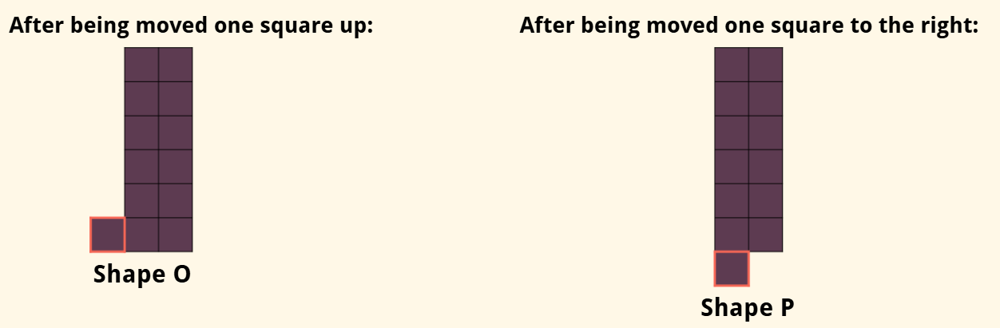 After being moved one square up:
After being moved one square to the right:
Shape O
Shape P